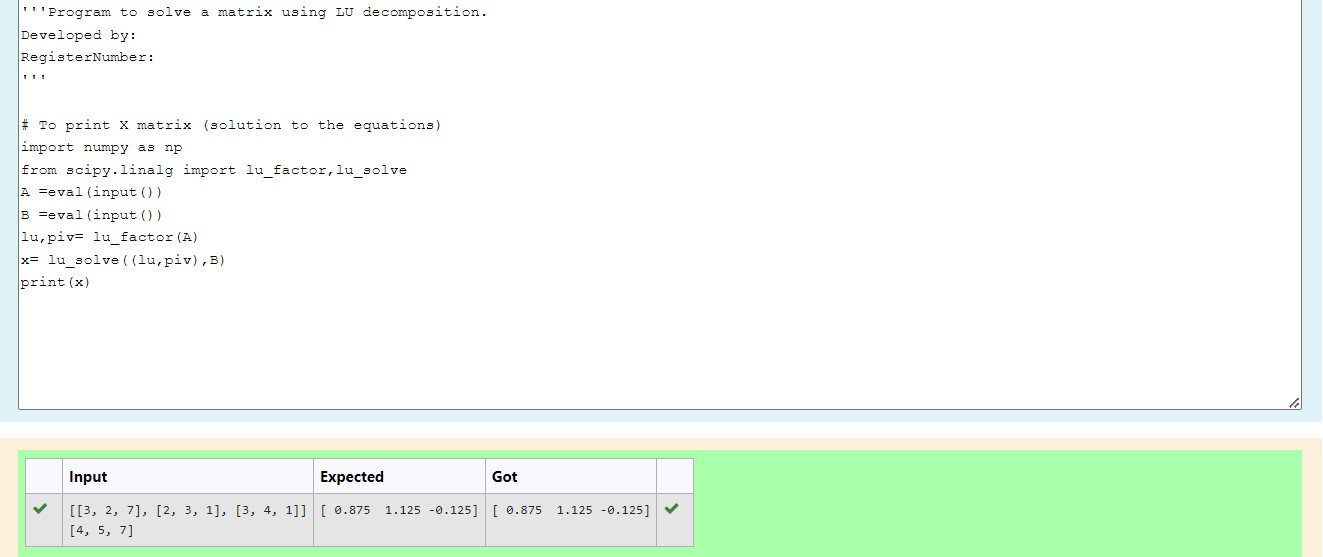 '''Program to solve a matrix using LU decomposition.
Developed by:
RegisterNumber:
'''
# To print X matrix (solution to the equations)
import numpy as np
from scipy.linalg import lu_factor,lu_solve
A =eval(input())
B =eval(input())
lu,piv= lu_factor(A)
x= lu_solve((lu,piv),B)
print(x)
Input Expected Got
[[3, 2, 7], [2, 3, 1], [3, 4, 1]] [ 0.875  1.125 -0.125] [ 0.875  1.125 -0.125]
[4, 5, 7]